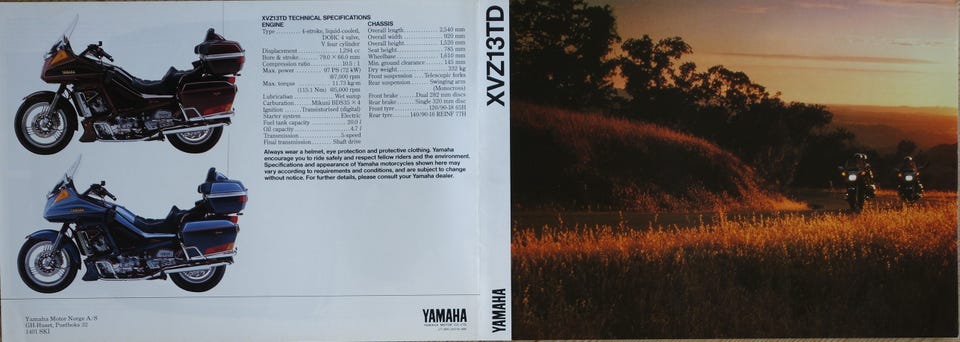 XVZ13TD TECHNICAL SPECIFICATIONS
ENGINE
Type ........ 4-stroke, liquid-cooled,
DOHC 4 valve,
V four cylinder
Displacement ........ 1,294 cc
Bore & stroke ........ 79.0 × 66.0 mm
Compression ratio ........ 10.5 : 1
Max. power ........ 97 PS (72 kW)
@7,000 rpm
Max. torque ........ 11.73 kg-m
(115.1 Nm) @5,000 rpm
Lubrication ........ Wet sump
Carburation ........ Mikuni BDS35 × 4
Ignition ........ Transistorised (digital)
Starter system ........ Electric
Fuel tank capacity ........ 20.0 l
Oil capacity ........ 4.7 l
Transmission ........ 5-speed
Final transmission ........ Shaft drive
CHASSIS
Overall length ........ 2,540 mm
Overall width ........ 920 mm
Overall height ........ 1,520 mm
Seat height ........ 785 mm
Wheelbase ........ 1,610 mm
Min. ground clearance ........ 145 mm
Dry weight ........ 332 kg
Front suspension ........ Telescopic forks
Rear suspension ........ Swinging arm
(Monocross)
Front brake ........ Dual 282 mm discs
Rear brake ........ Single 320 mm disc
Front tyre ........ 120/90-18 65H
Rear tyre ........ 140/90-16 REINF 77H
Always wear a helmet, eye protection and protective clothing. Yamaha
encourage you to ride safely and respect fellow riders and the environment.
Specifications and appearance of Yamaha motorcycles shown here may
vary according to requirements and conditions, and are subject to change
without notice. For further details, please consult your Yamaha dealer.
YAMAHA
YAMAHA
Yamaha Motor Norge A/S
GH-Huset, Postboks 32
1401 SKI
YAMAHA
YAMAHA MOTOR CO.,LTD.
XVZ13TD
YAMAHA